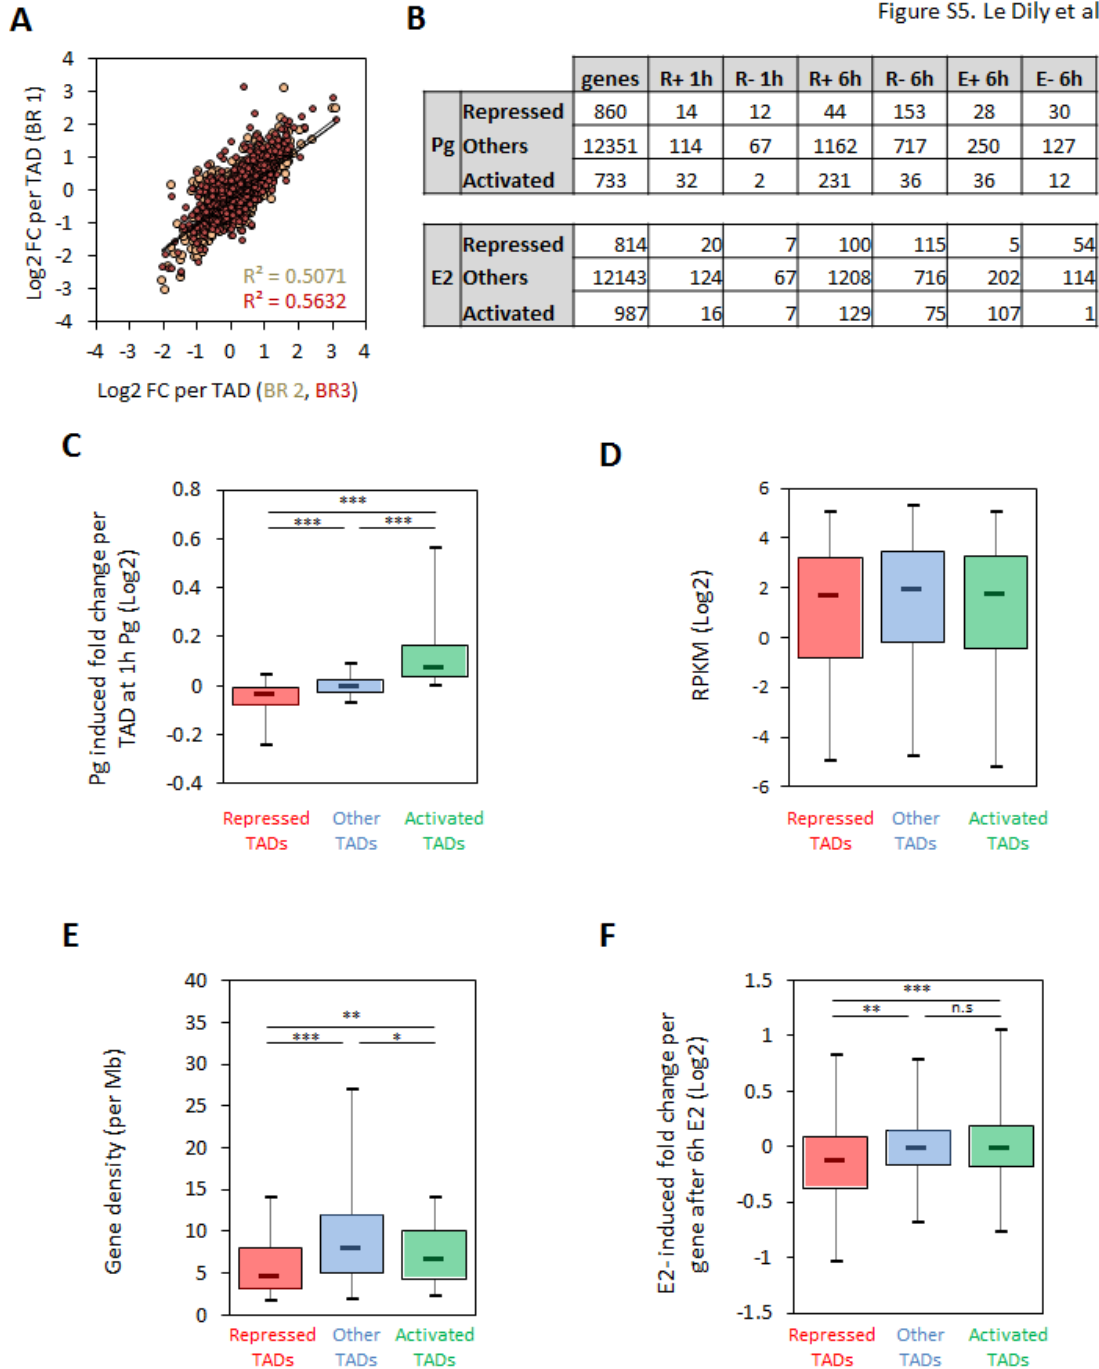 Figure S5. Le Dily et al
A
4
3
2
1
0
-1
-2
-3
-4
Log2 FC per TAD (BR 1)
R² = 0.5071
R² = 0.5632
-4 -3 -2 -1 0 1 2 3 4
Log2 FC per TAD (BR 2, BR3)
B
genes R+ 1h R- 1h R+ 6h R- 6h E+ 6h E- 6h
Pg
Repressed 860 14 12 44 153 28 30
Others 12351 114 67 1162 717 250 127
Activated 733 32 2 231 36 36 12
E2
Repressed 814 20 7 100 115 5 54
Others 12143 124 67 1208 716 202 114
Activated 987 16 7 129 75 107 1
C
Pg induced fold change per
TAD at 1h Pg (Log2)
0.8
0.6
0.4
0.2
0
-0.2
-0.4
***
*** ***
Repressed Other Activated
TADs TADs TADs
D
RPKM (Log2)
6
4
2
0
-2
-4
-6
Repressed Other Activated
TADs TADs TADs
E
Gene density (per Mb)
40
35
30
25
20
15
10
5
0
**
*** *
Repressed Other Activated
TADs TADs TADs
F
E2- induced fold change per
gene after 6h E2 (Log2)
1.5
1
0.5
0
-0.5
-1
-1.5
***
** n.s
Repressed Other Activated
TADs TADs TADs